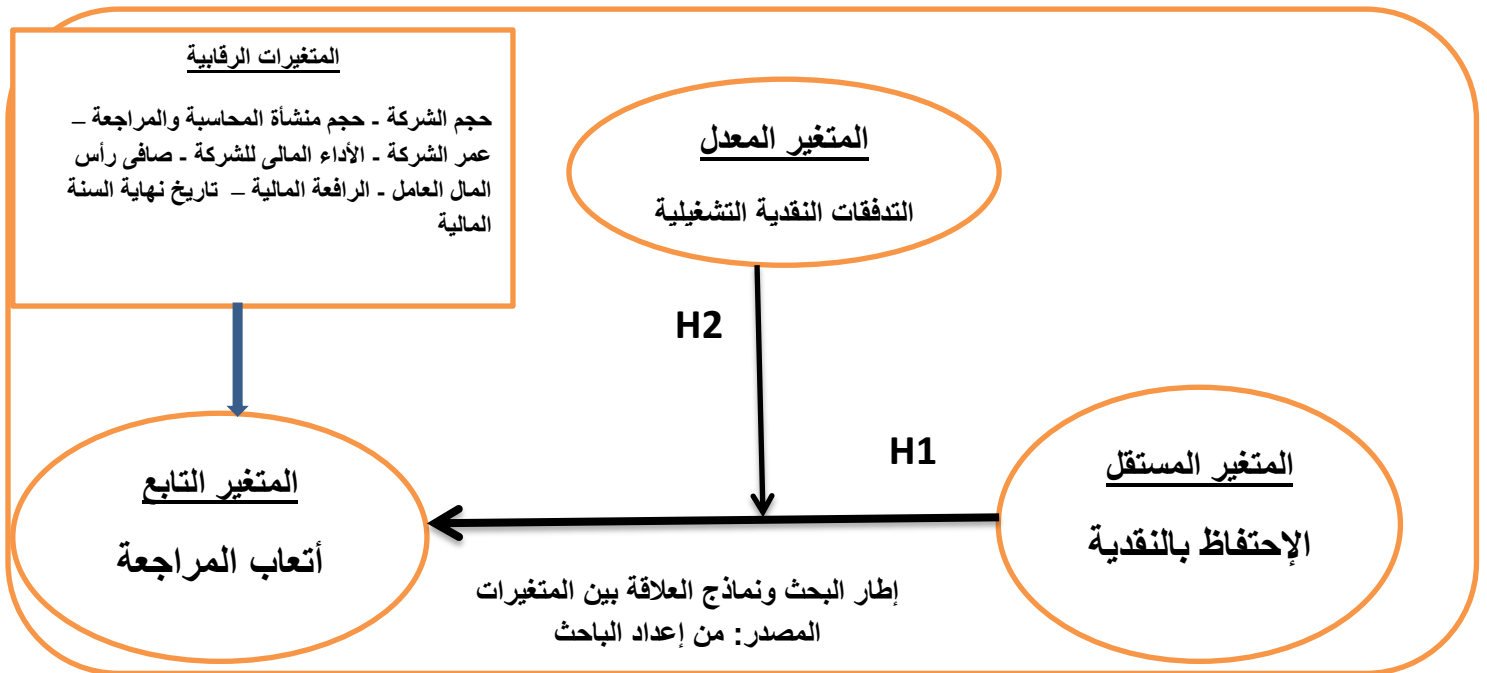 المتغيرات الرقابية
حجم الشركة - حجم منشأة المحاسبة والمراجعة –
عمر الشركة - الأداء المالى للشركة - صافى رأس
المال العامل - الرافعة المالية – تاريخ نهاية السنة
المالية
المتغير المعدل
التدفقات النقدية التشغيلية
H2
H1
المتغير المستقل
الإحتفاظ بالنقدية
المتغير التابع
أتعاب المراجعة
إطار البحث ونماذج العلاقة بين المتغيرات
المصدر: من إعداد الباحث